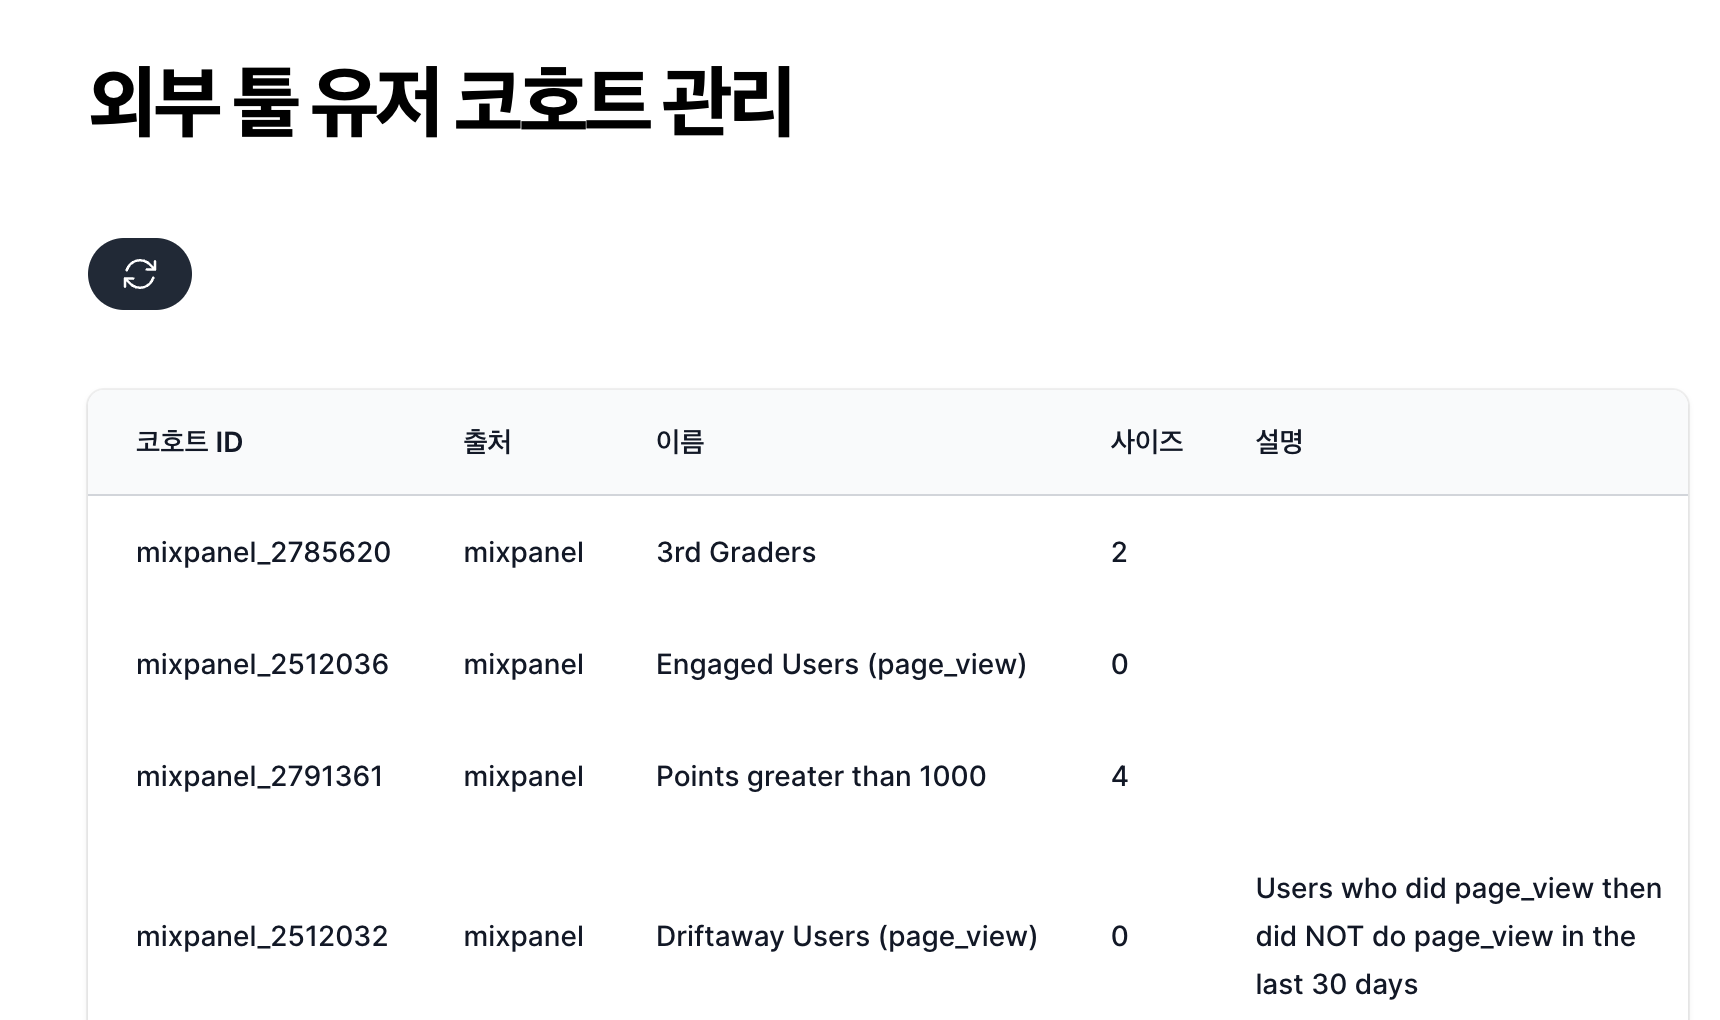 외부 툴 유저 코호트 관리
코호트 ID 출처 이름 사이즈 설명
mixpanel_2785620 mixpanel 3rd Graders 2
mixpanel_2512036 mixpanel Engaged Users (page_view) 0
mixpanel_2791361 mixpanel Points greater than 1000 4
mixpanel_2512032 mixpanel Driftaway Users (page_view) 0 Users who did page_view then
did NOT do page_view in the
last 30 days